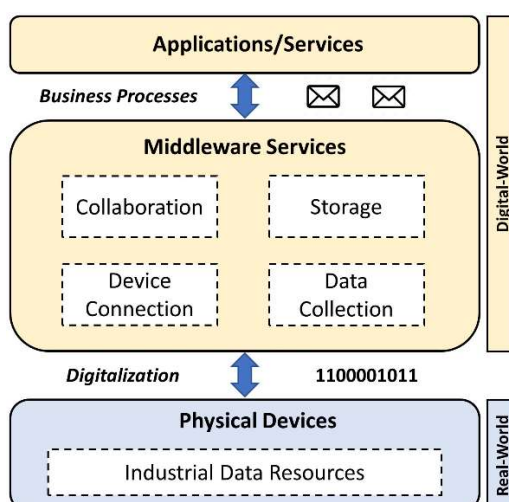 Applications/Services
Business Processes
Middleware Services
Collaboration
Storage
Device
Connection
Data
Collection
Digitalization
1100001011
Physical Devices
Industrial Data Resources
Digital-World
Real-World